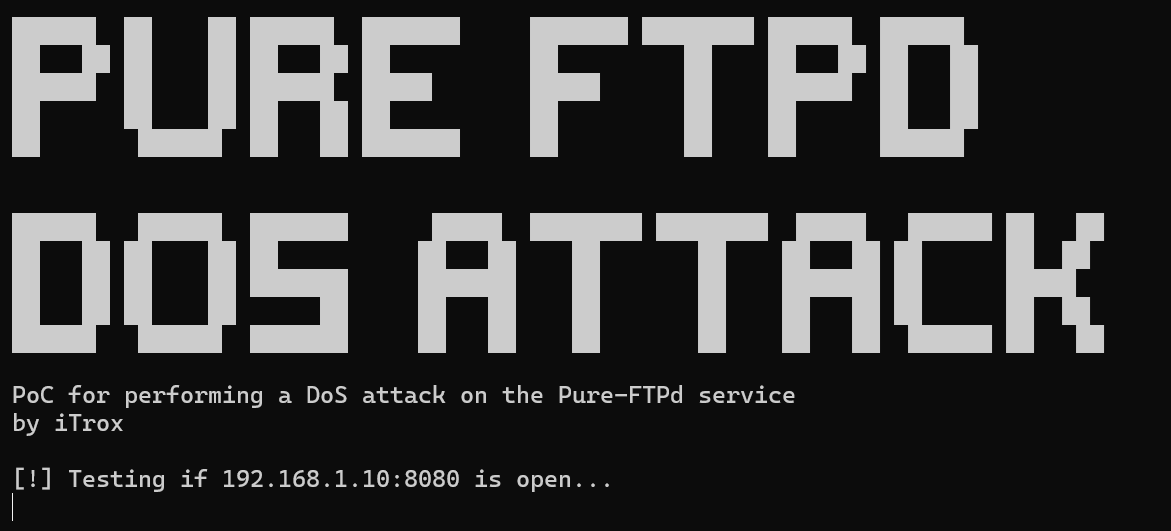 PURE FTPD
DOS ATTACK
PoC for performing a DoS attack on the Pure-FTPd service
by iTrox
[!] Testing if 192.168.1.10:8080 is open...